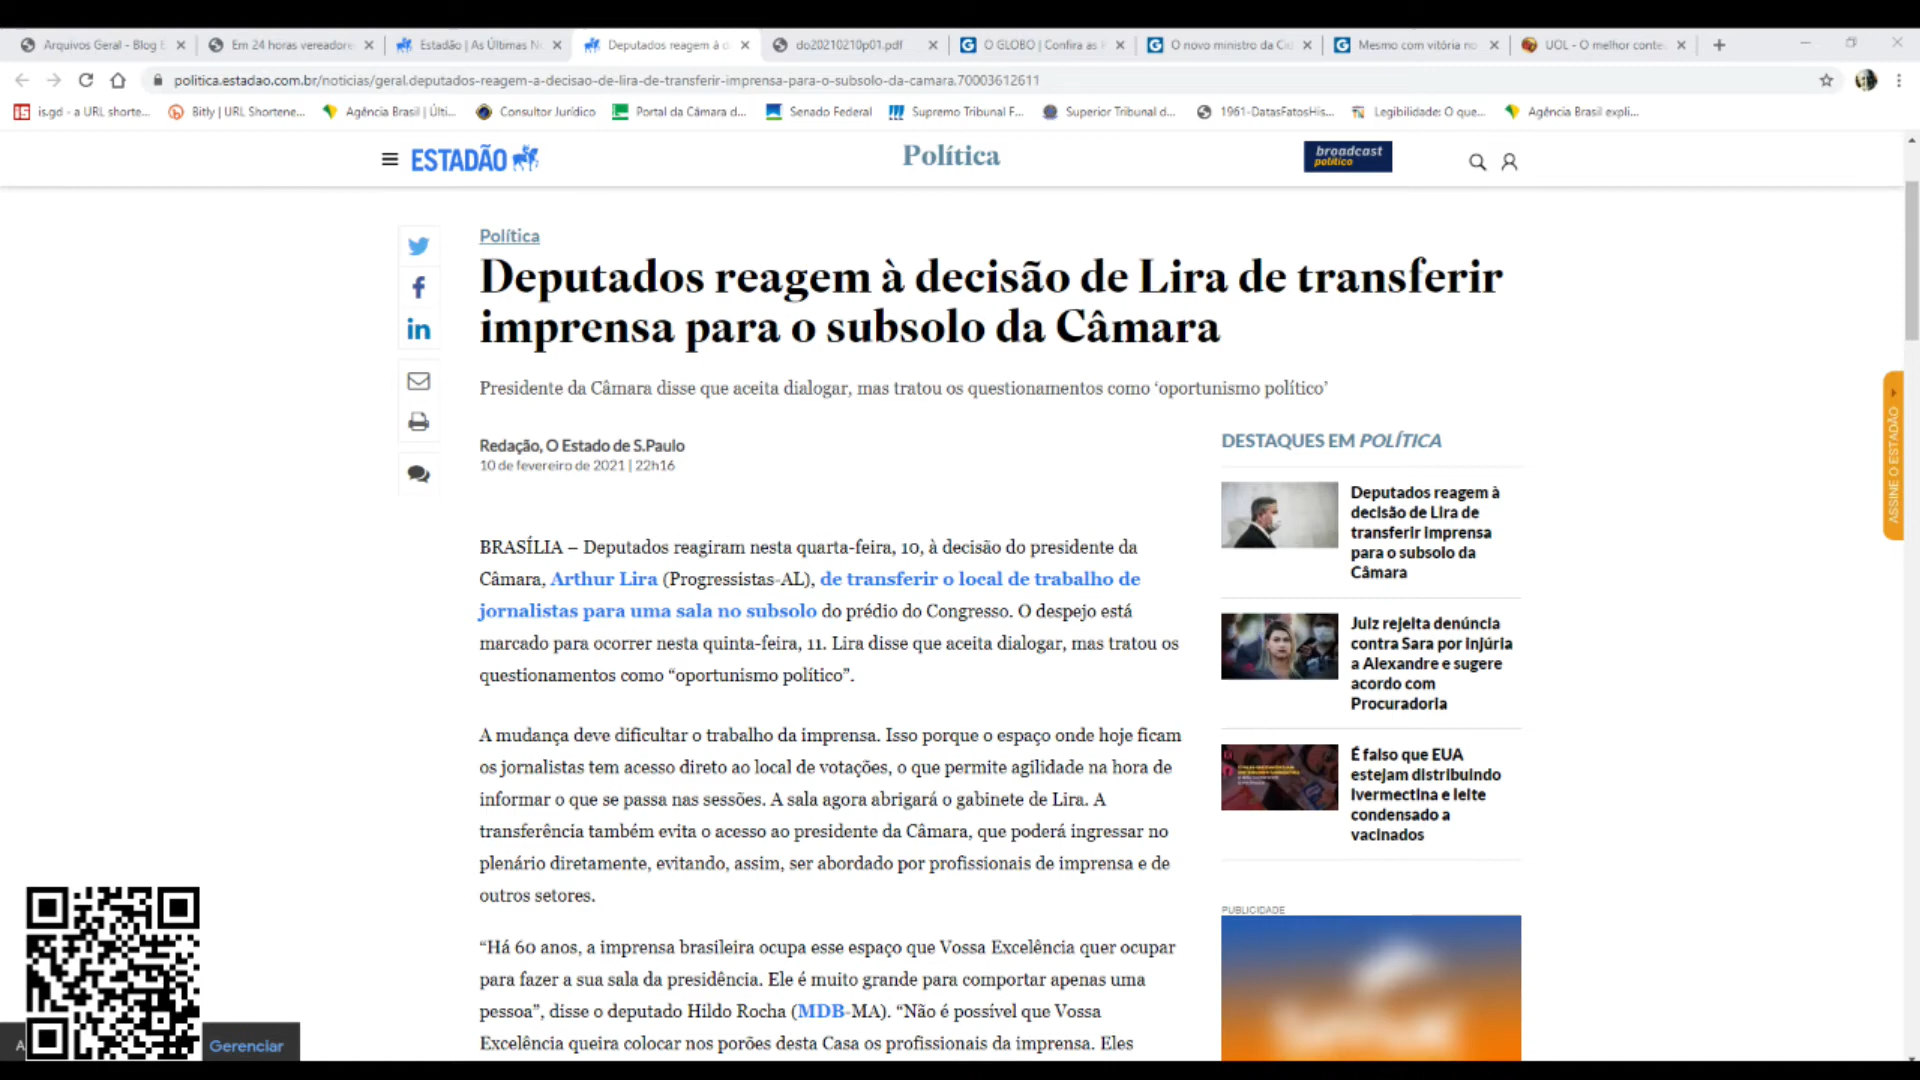 Arquivos Geral - Blog E
Em 24 horas vereadore
Estadão | As Últimas N
Deputados reagem à d
do20210210p01.pdf
O GLOBO | Confira as
O novo ministro da Ci
Mesmo com vitória no
UOL - O melhor conte
politica.estadao.com.br/noticias/geral,deputados-reagem-a-decisao-de-lira-de-transferir-imprensa-para-o-subsolo-da-camara,70003612611
is.gd - a URL shorte...
Bitly | URL Shortene...
Agência Brasil | Últi...
Consultor Jurídico
Portal da Câmara d...
Senado Federal
Supremo Tribunal F...
Superior Tribunal d...
1961-DatasFatosHis...
Legibilidade: O que...
Agência Brasil expli...
ESTADÃO
Política
broadcast
político
Política
Deputados reagem à decisão de Lira de transferir
imprensa para o subsolo da Câmara
Presidente da Câmara disse que aceita dialogar, mas tratou os questionamentos como ‘oportunismo político’
Redação, O Estado de S.Paulo
10 de fevereiro de 2021 | 22h16
BRASÍLIA – Deputados reagiram nesta quarta-feira, 10, à decisão do presidente da
Câmara, Arthur Lira (Progressistas-AL), de transferir o local de trabalho de
jornalistas para uma sala no subsolo do prédio do Congresso. O despejo está
marcado para ocorrer nesta quinta-feira, 11. Lira disse que aceita dialogar, mas tratou os
questionamentos como “oportunismo político”.
A mudança deve dificultar o trabalho da imprensa. Isso porque o espaço onde hoje ficam
os jornalistas tem acesso direto ao local de votações, o que permite agilidade na hora de
informar o que se passa nas sessões. A sala agora abrigará o gabinete de Lira. A
transferência também evita o acesso ao presidente da Câmara, que poderá ingressar no
plenário diretamente, evitando, assim, ser abordado por profissionais de imprensa e de
outros setores.
“Há 60 anos, a imprensa brasileira ocupa esse espaço que Vossa Excelência quer ocupar
para fazer a sua sala da presidência. Ele é muito grande para comportar apenas uma
pessoa”, disse o deputado Hildo Rocha (MDB-MA). “Não é possível que Vossa
Excelência queira colocar nos porões desta Casa os profissionais da imprensa. Eles
DESTAQUES EM POLÍTICA
Deputados reagem à
decisão de Lira de
transferir imprensa
para o subsolo da
Câmara
Juiz rejeita denúncia
contra Sara por injúria
a Alexandre e sugere
acordo com
Procuradoria
É falso que EUA
estejam distribuindo
ivermectina e leite
condensado a
vacinados
PUBLICIDADE
ASSINE O ESTADÃO
Gerenciar